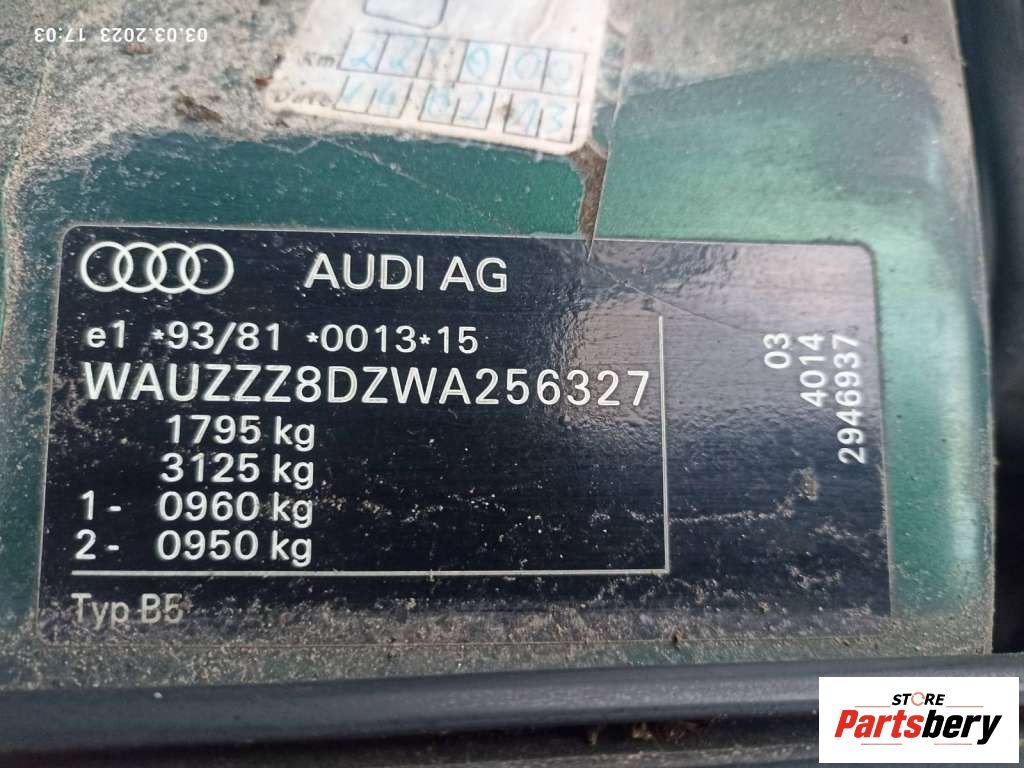 03.03.2023 17:03
km
AUDI AG
e1 *93/81 *0013*15
WAUZZZ8DZWA256327
1795 kg
3125 kg
1- 0960 kg
2- 0950 kg
Typ B5
03
4014
2946937
STORE
Partsbery